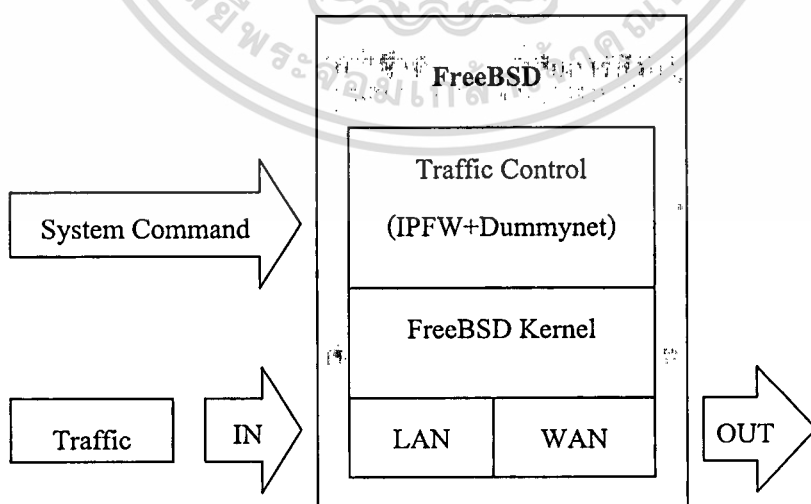 FreeBSD
Traffic Control
(IPFW+Dummynet)
System Command
FreeBSD Kernel
Traffic
IN
LAN
WAN
OUT